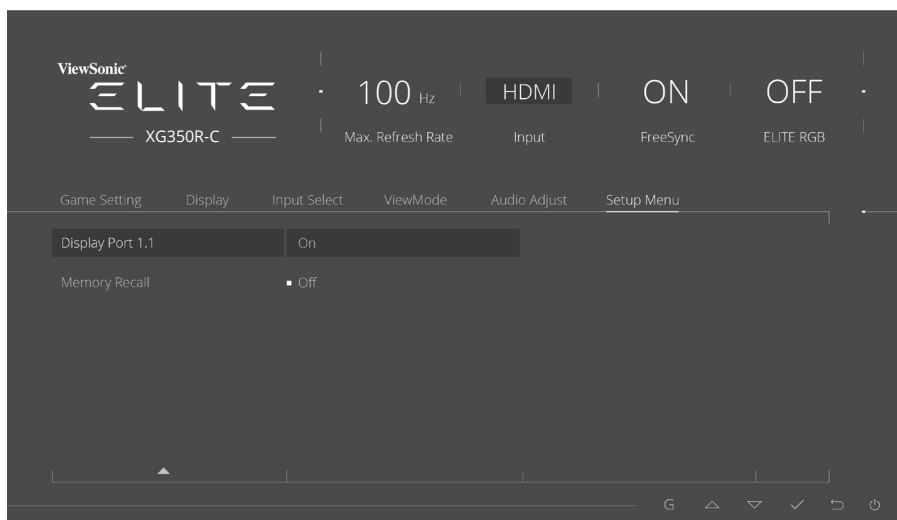 ViewSonic
ELITE
XG350R-C
100 Hz
Max. Refresh Rate
HDMI
Input
ON
FreeSync
OFF
ELITE RGB
Game Setting Display Input Select ViewMode Audio Adjust Setup Menu
Display Port 1.1 On
Memory Recall Off
G